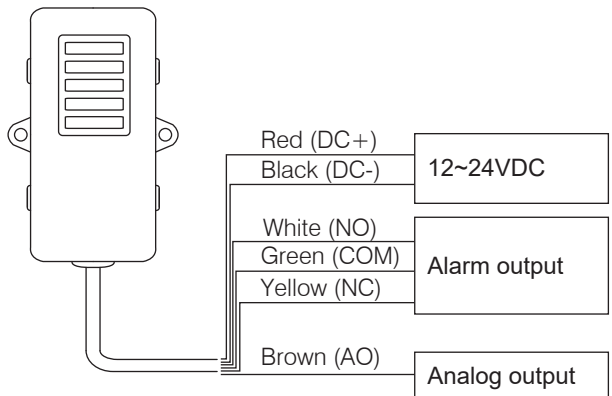 Red (DC+)
Black (DC-)
12~24VDC
White (NO)
Green (COM)
Yellow (NC)
Alarm output
Brown (AO)
Analog output